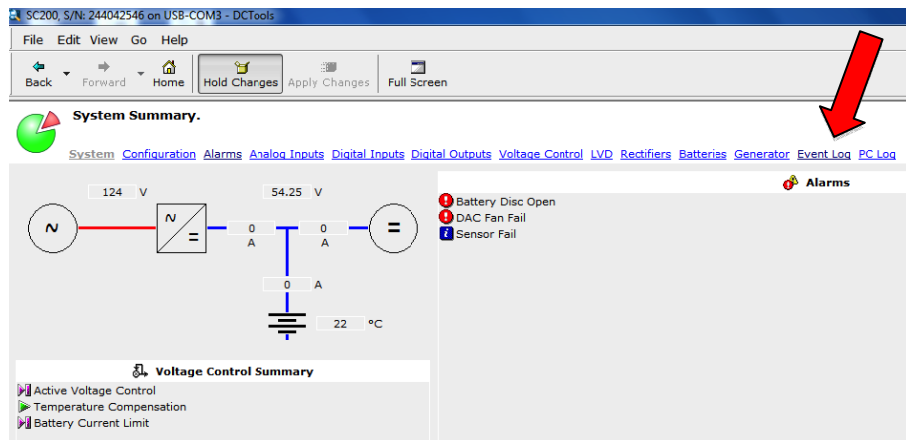 SC200, S/N: 244042546 on USB-COM3 - DCTools
File Edit View Go Help
Back Forward Home Hold Charges Apply Changes Full Screen
System Summary.
System Configuration Alarms Analog Inputs Digital Inputs Digital Outputs Voltage Control LVD Rectifiers Batteries Generator Event Log PC Log
124 V 54.25 V
0 A
0 A
0 A
22 °C
Alarms
Battery Disc Open
DAC Fan Fail
Sensor Fail
Voltage Control Summary
Active Voltage Control
Temperature Compensation
Battery Current Limit